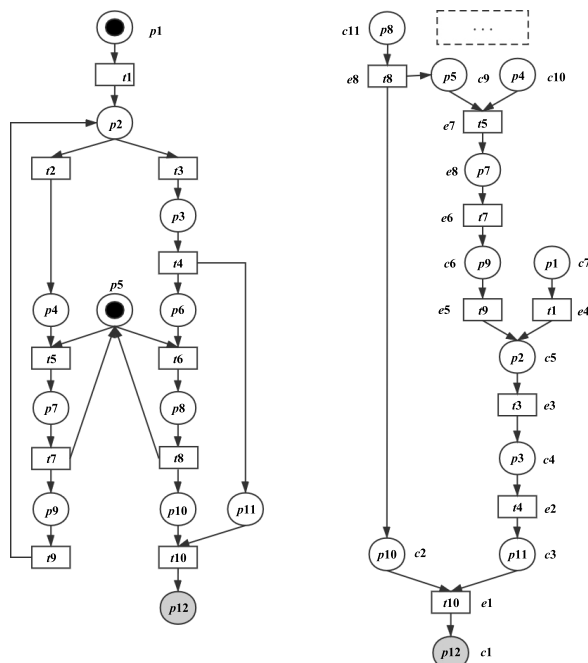 p1
t1
p2
t2 t3
p3
t4
p5
p4 p6
t5 t6
p7 p8
t7 t8
p9 p10 p11
t9 t10
p12
c11 p8 ...
e8 t8 p5 c9 p4 c10
e7 t5
e8 p7
e6 t7
c6 p9 p1 c7
e5 t9 t1 e4
p2 c5
t3 e3
p3 c4
t4 e2
p10 c2 p11 c3
t10 e1
p12 c1